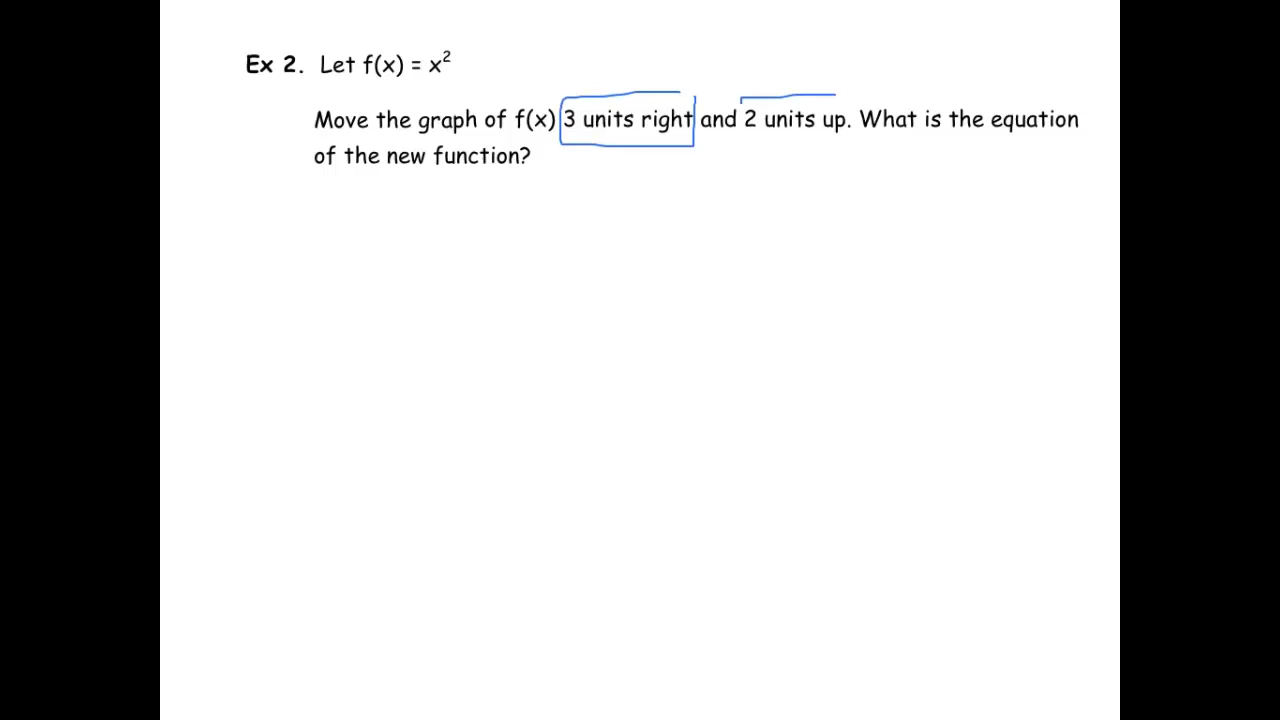 Ex 2. Let f(x) = x²
Move the graph of f(x) 3 units right and 2 units up. What is the equation
of the new function?